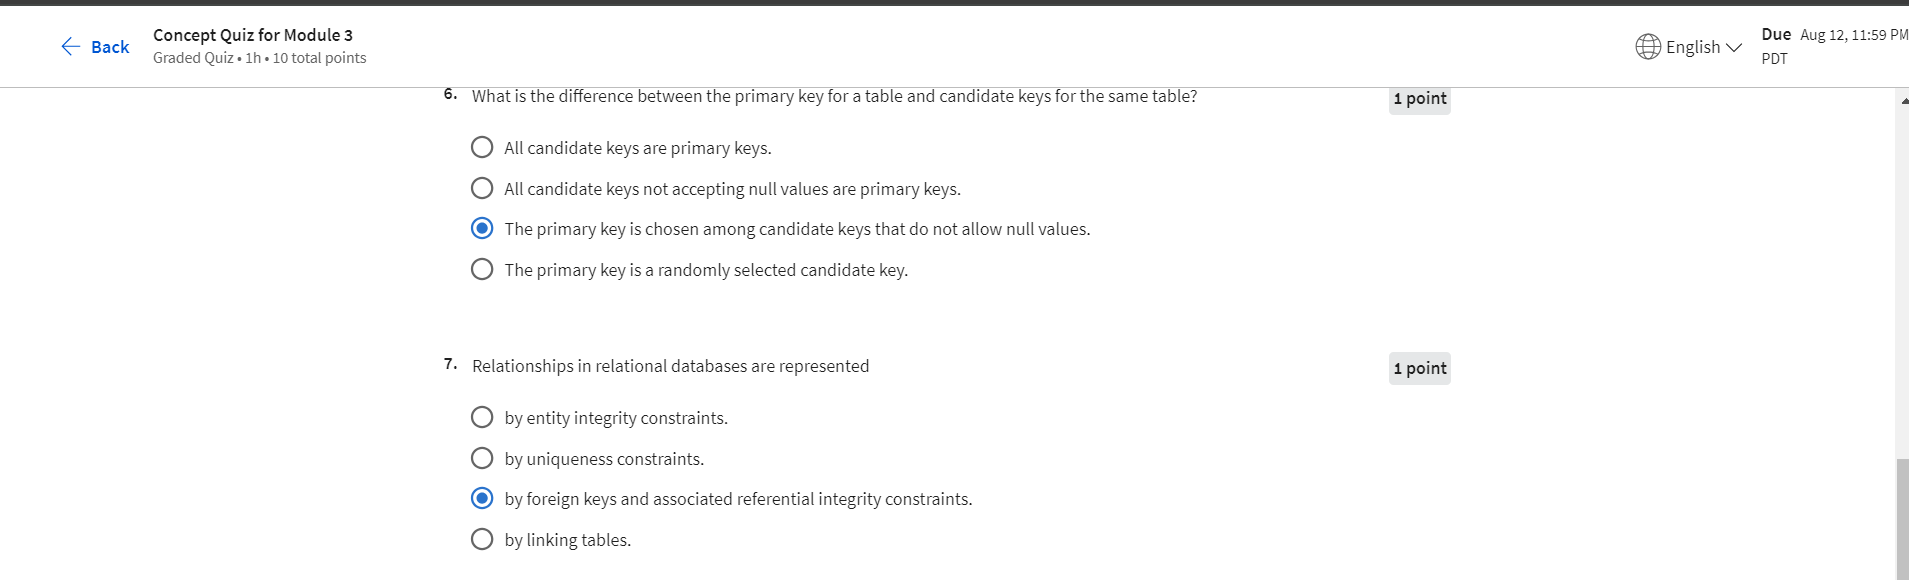 Back
Concept Quiz for Module 3
Graded Quiz • 1h • 10 total points
English
Due Aug 12, 11:59 PM
PDT
6. What is the difference between the primary key for a table and candidate keys for the same table?
1 point
All candidate keys are primary keys.
All candidate keys not accepting null values are primary keys.
The primary key is chosen among candidate keys that do not allow null values.
The primary key is a randomly selected candidate key.
7. Relationships in relational databases are represented
1 point
by entity integrity constraints.
by uniqueness constraints.
by foreign keys and associated referential integrity constraints.
by linking tables.